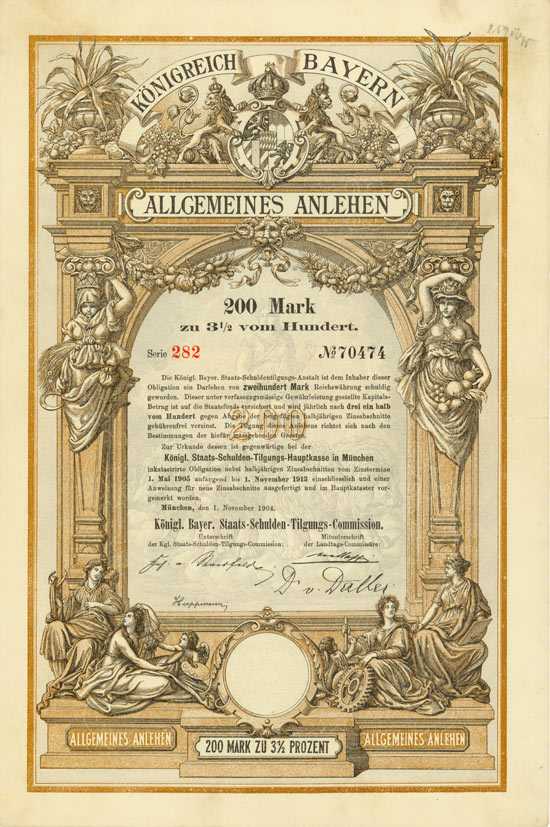 KÖNIGREICH BAYERN
ALLGEMEINES ANLEHEN
200 Mark
zu 3½ vom Hundert.
Serie 282 No 70474
Die Königl. Bayer. Staats-Schuldentilgungs-Anstalt ist dem Inhaber dieser
Obligation ein Darlehen von zweihundert Mark Reichswährung schuldig
geworden. Dieser unter verfassungsmässige Gewährleistung gestellte Kapitals-
Betrag ist auf die Staatsfonds versichert und wird jährlich nach drei ein halb
vom Hundert gegen Abgabe der beigefügten halbjährigen Zinsabschnitte
gebührenfrei verzinst. Die Tilgung dieses Anlehens richtet sich nach den
Bestimmungen der hiefür massgebenden Gesetze.
200
Zur Urkunde dessen ist gegenwärtige bei der
Königl. Staats-Schulden-Tilgungs-Hauptkasse in München
inkatastrirte Obligation nebst halbjährigen Zinsabschnitten vom Zinstermine
1. Mai 1905 anfangend bis 1. November 1913 einschliesslich und einer
Anweisung für neue Zinsabschnitte ausgefertigt und im Hauptkataster vor-
gemerkt worden.
München, den 1. November 1904.
Königl. Bayer. Staats-Schulden-Tilgungs-Commission.
Unterschrift Mitunterschrift
der Kgl. Staats-Schulden-Tilgungs-Commission: der Landtags-Commissäre:
Dr. v. Daller
ALLGEMEINES ANLEHEN
200 MARK ZU 3½ PROZENT
ALLGEMEINES ANLEHEN